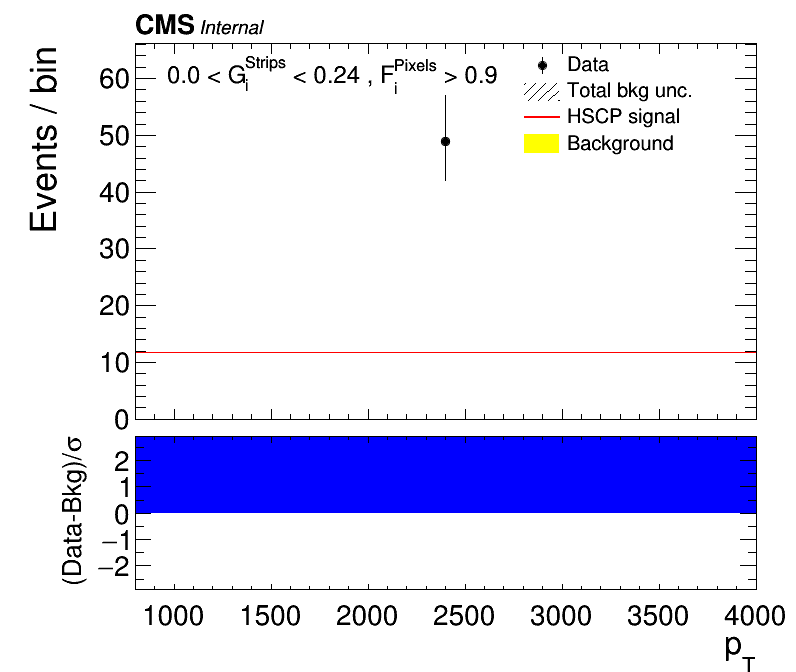 CMS Internal
0.0 < G_i^Strips < 0.24 , F_i^Pixels > 0.9
Data
Total bkg unc.
HSCP signal
Background
Events / bin
60
50
40
30
20
10
0
(Data-Bkg)/σ
2
1
0
−1
−2
1000 1500 2000 2500 3000 3500 4000
p_T